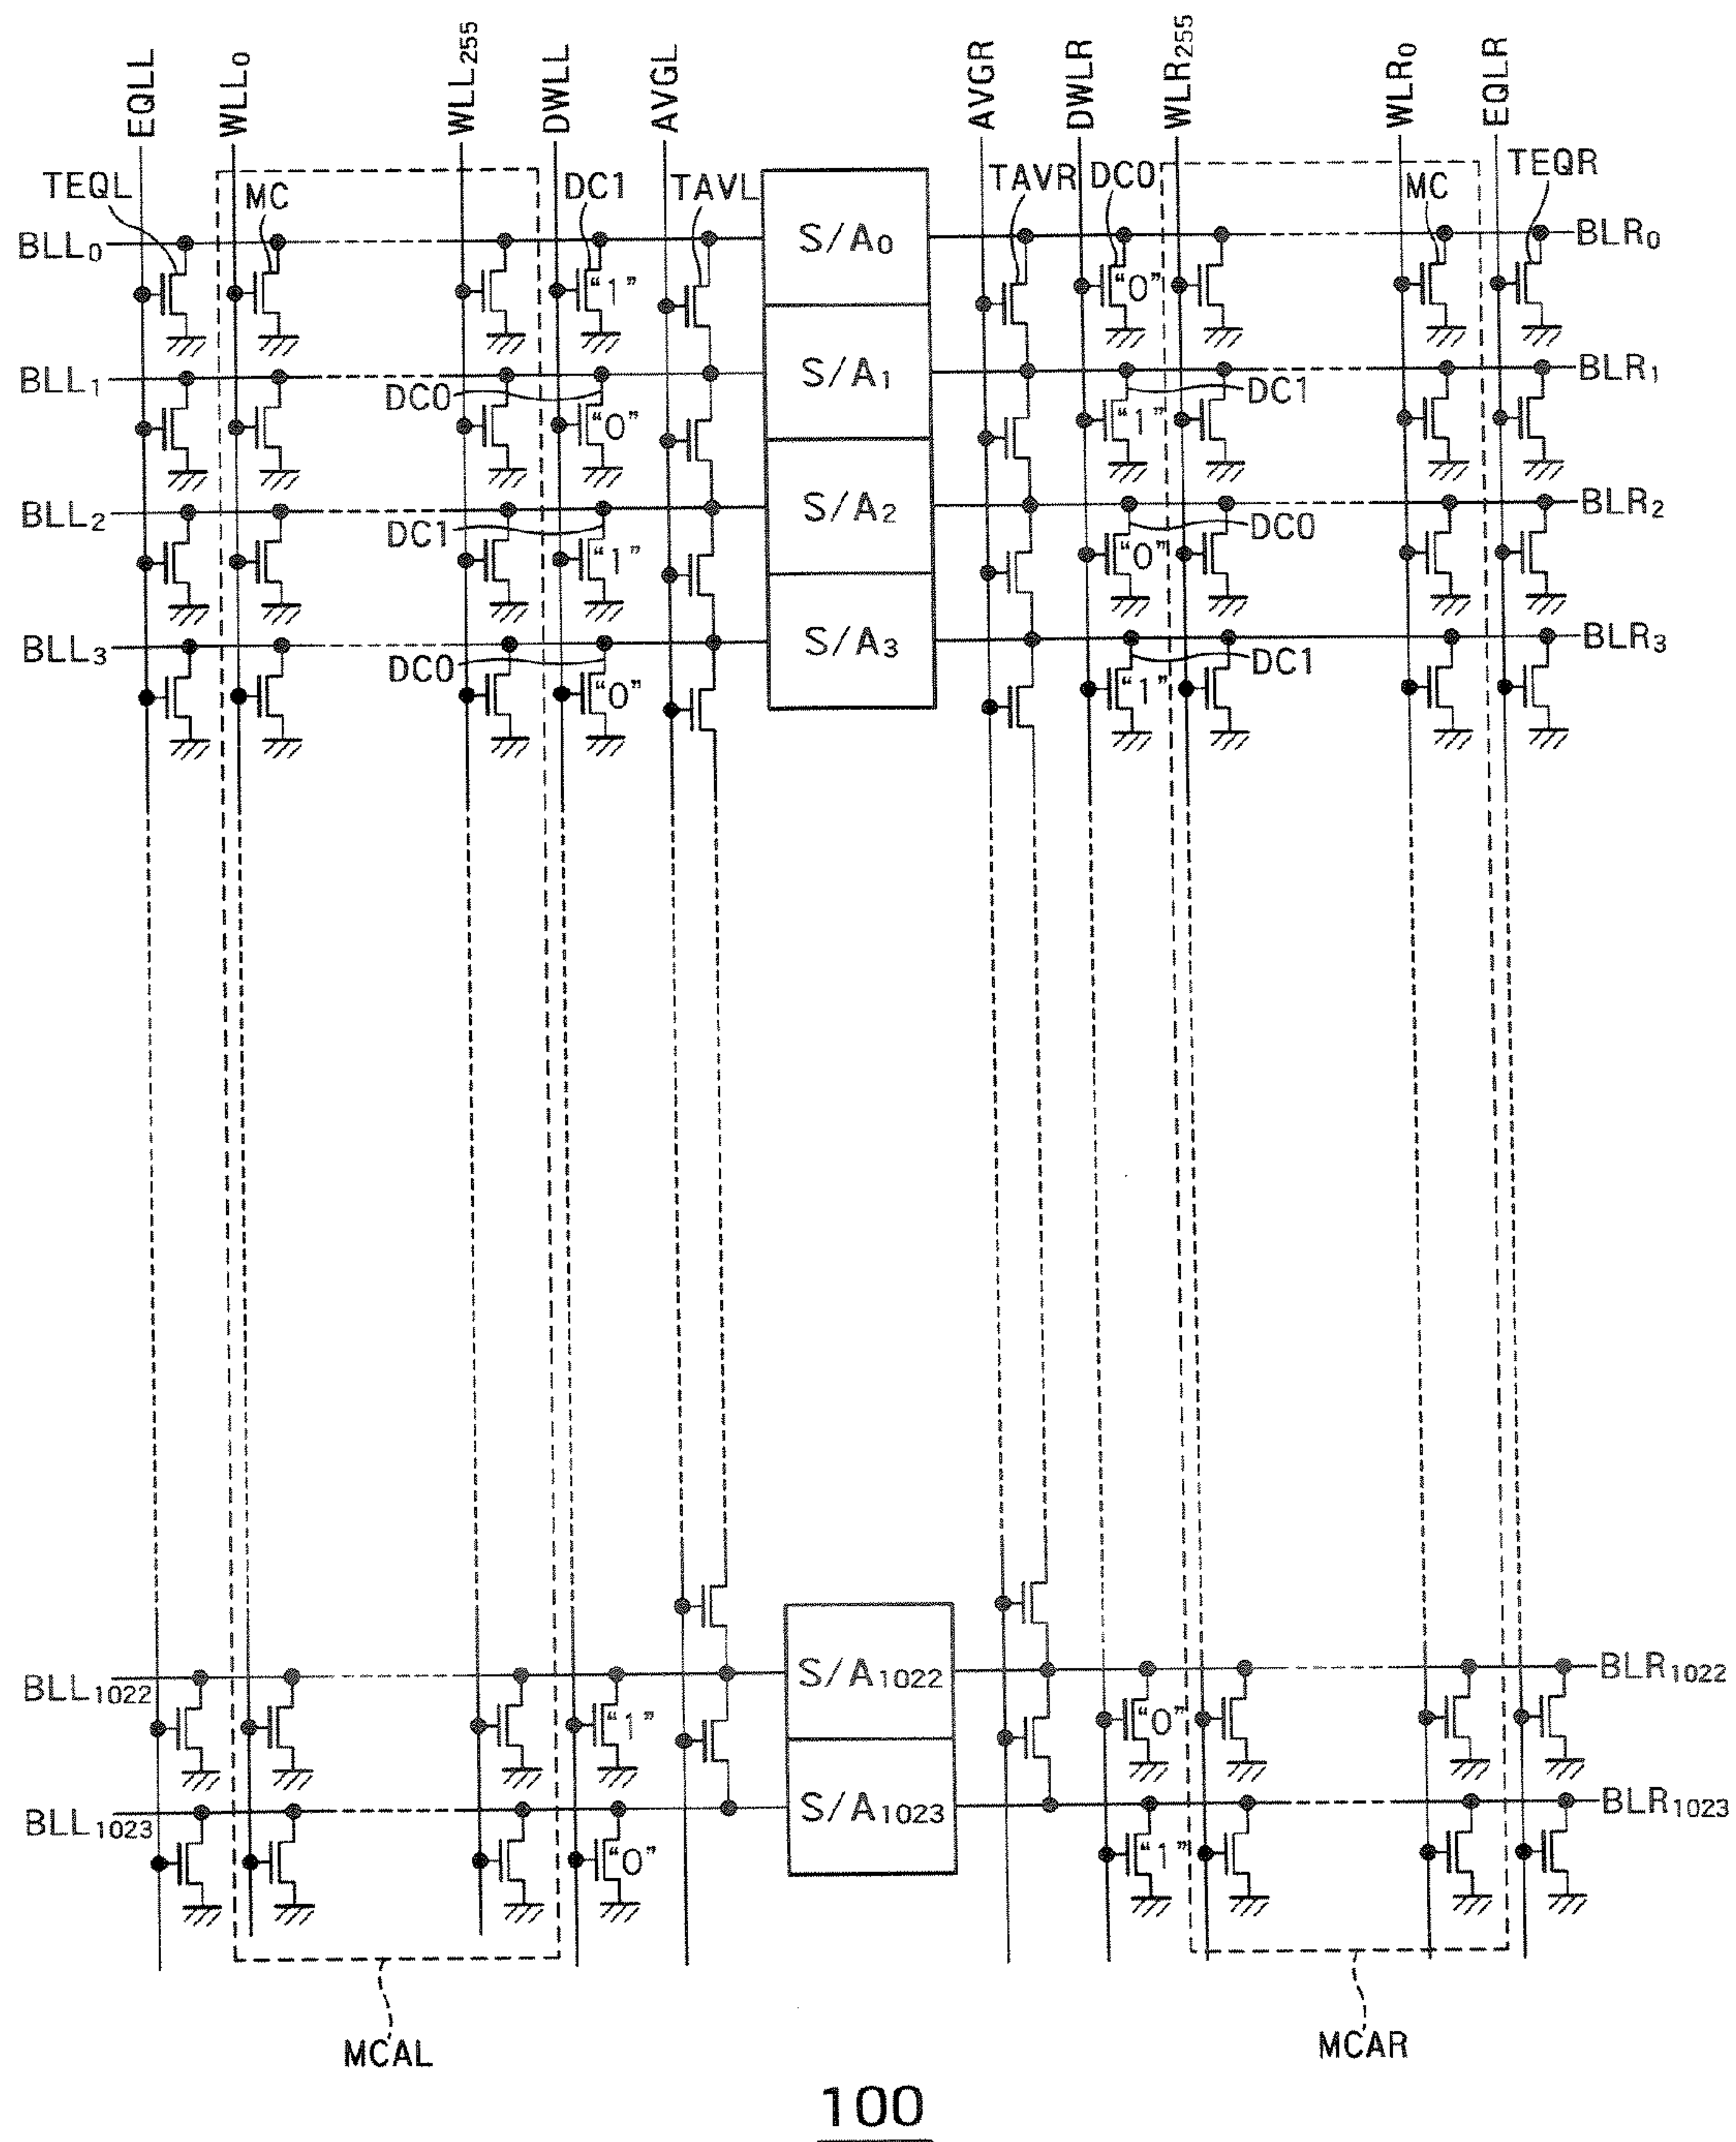 EQLL WLL0 WLL255 DWLL AVGL AVGR DWLR WLR255 WLR0 EQLR
TEQL MC DC1 TAVL TAVR DC0 MC TEQR
BLL0 S/A0 BLR0
“1” “0”
BLL1 S/A1 BLR1
DC0 DC1
“0” “1”
BLL2 S/A2 BLR2
DC1 DC0
“1” “0”
BLL3 S/A3 BLR3
DC0 DC1
“0” “1”
BLL1022 S/A1022 BLR1022
“1” “0”
BLL1023 S/A1023 BLR1023
“0” “1”
MCAL MCAR
100